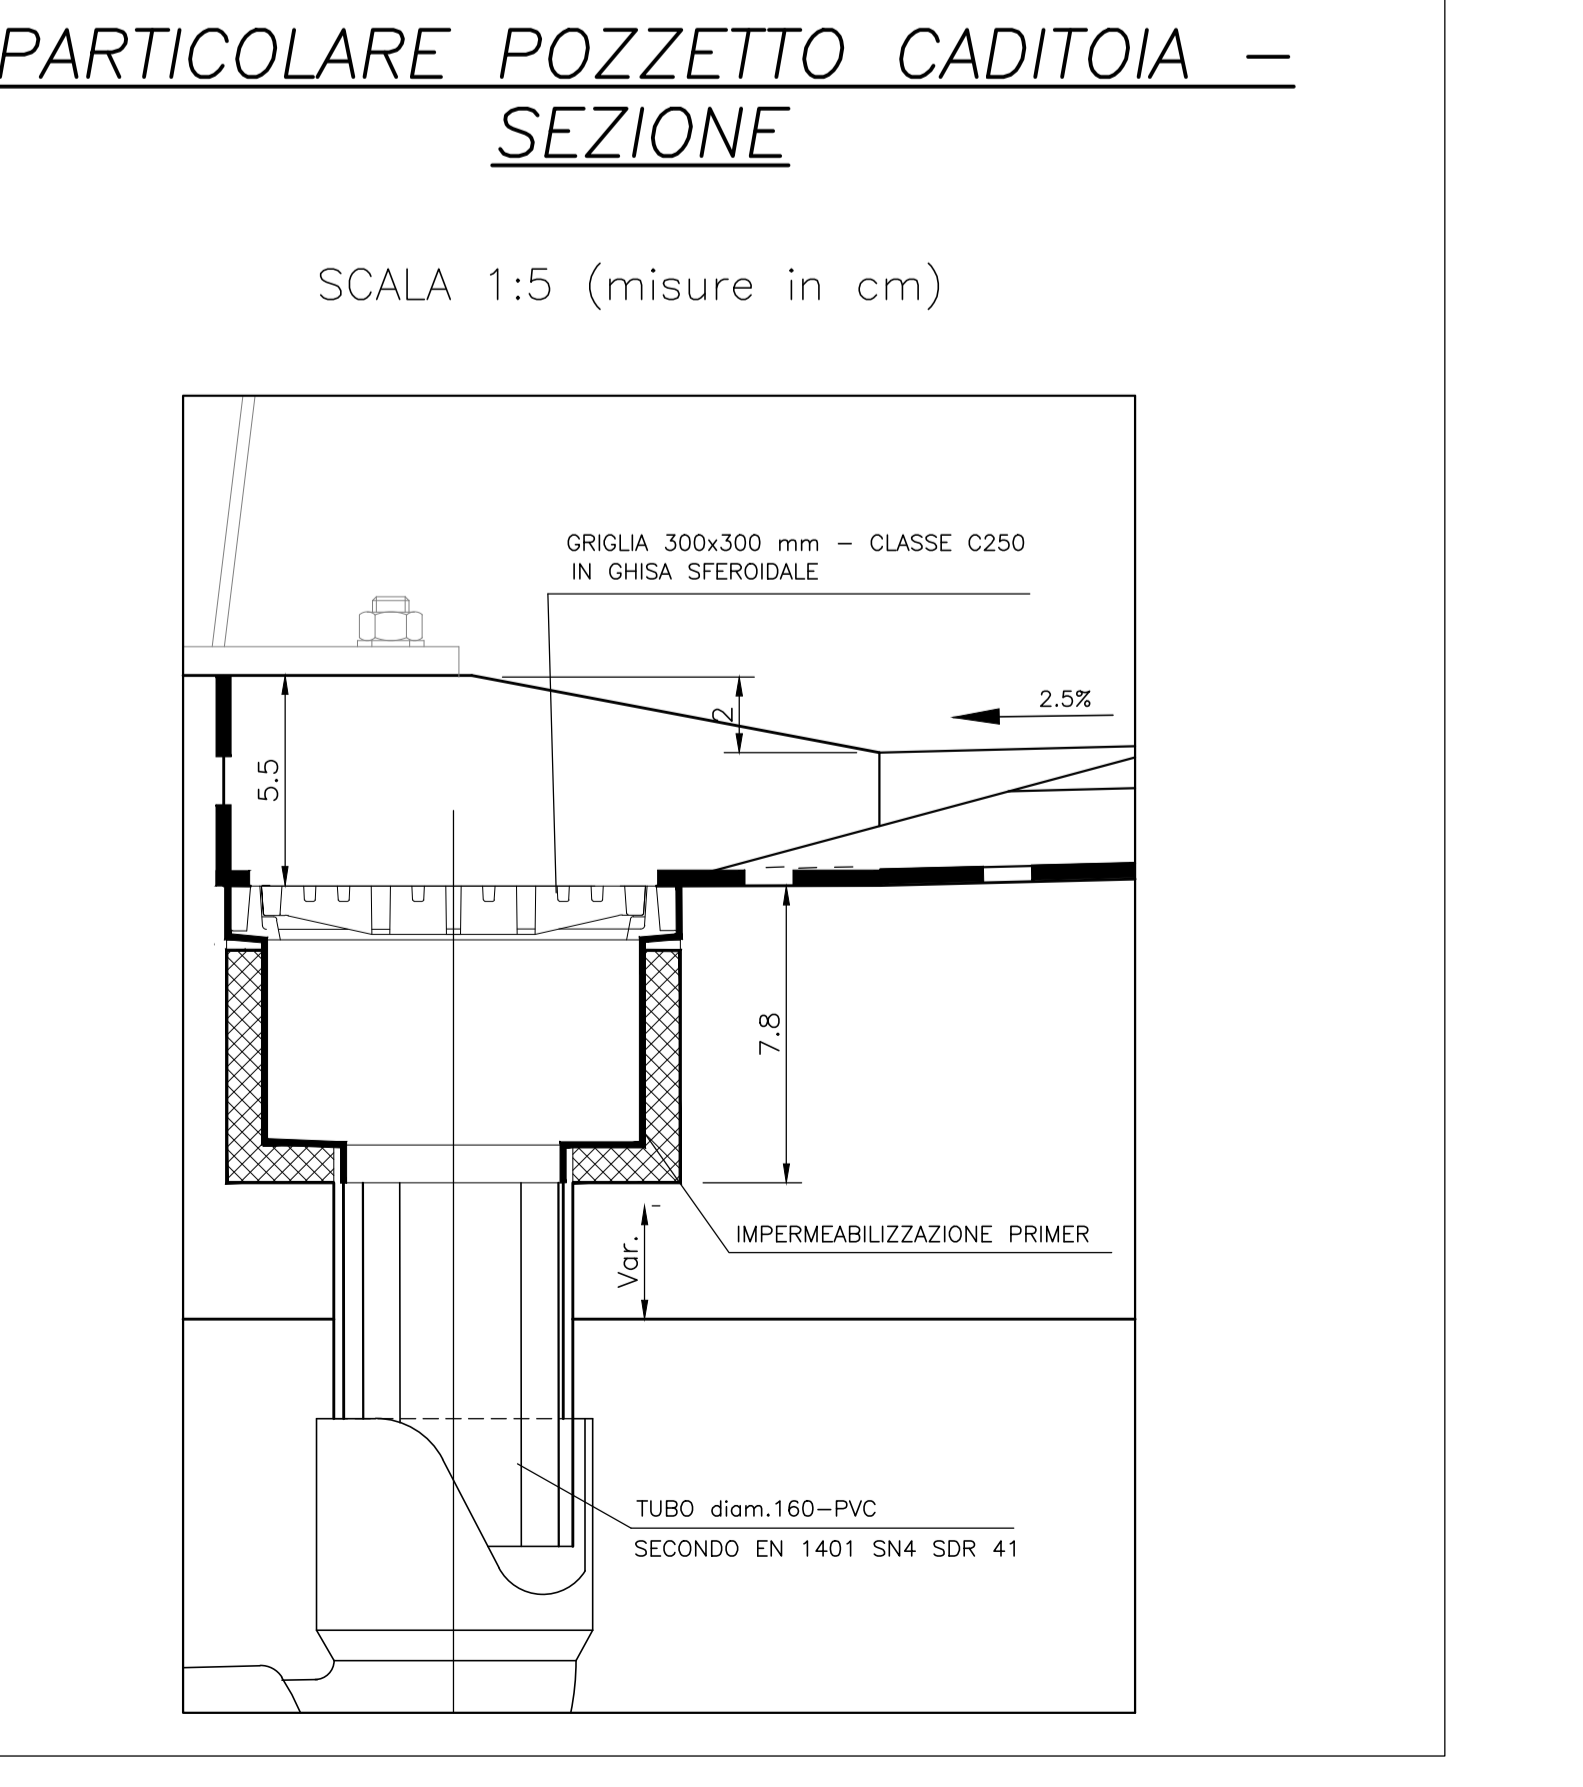 PARTICOLARE POZZETTO CADITOIA –
SEZIONE
SCALA 1:5 (misure in cm)
GRIGLIA 300x300 mm – CLASSE C250
IN GHISA SFEROIDALE
2.5%
2
5.5
7.8
IMPERMEABILIZZAZIONE PRIMER
Var.
TUBO diam.160–PVC
SECONDO EN 1401 SN4 SDR 41